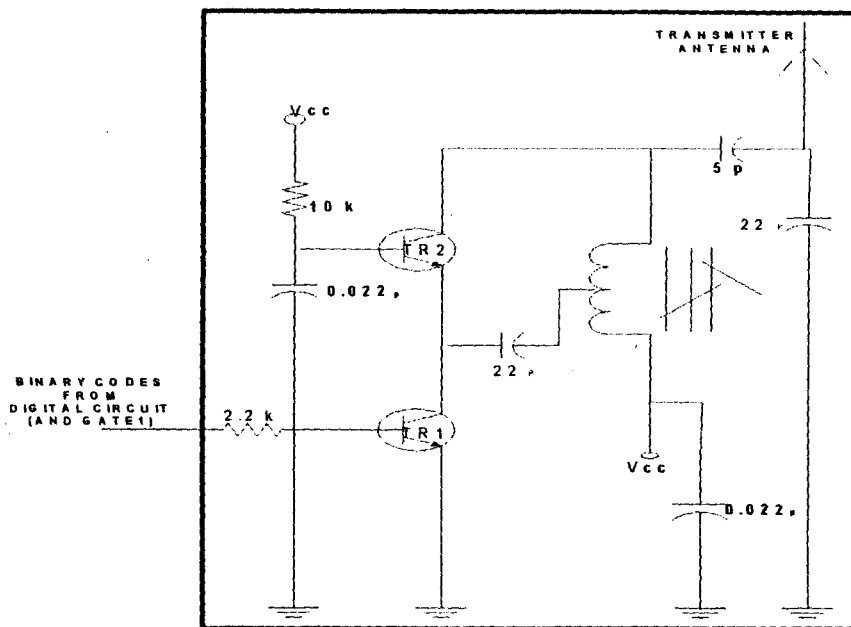 TRANSMITTER
ANTENNA
Vcc
5 p
10 k
22 p
TR2
0.022 p
22 p
BINARY CODES
FROM
DIGITAL CIRCUIT
(AND GATE1)
2.2 k
TR1
Vcc
0.022 p